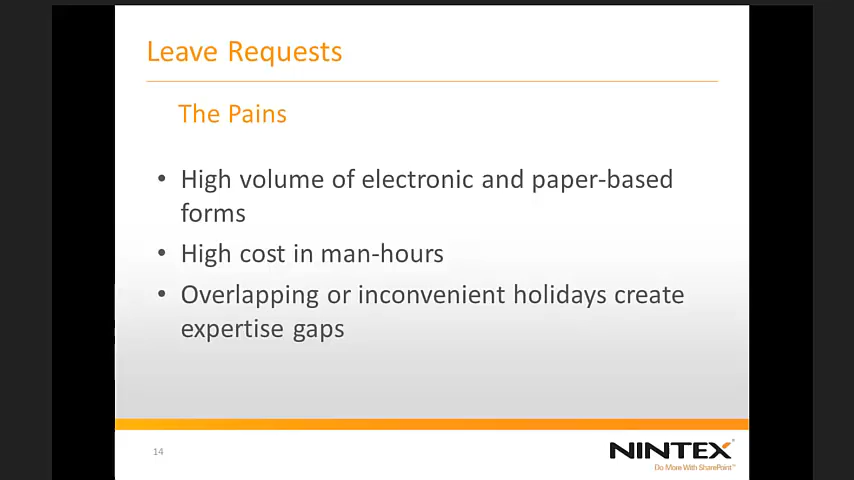 Leave Requests
The Pains
• High volume of electronic and paper-based
forms
• High cost in man-hours
• Overlapping or inconvenient holidays create
expertise gaps
14
NINTEX
Do More With SharePoint™